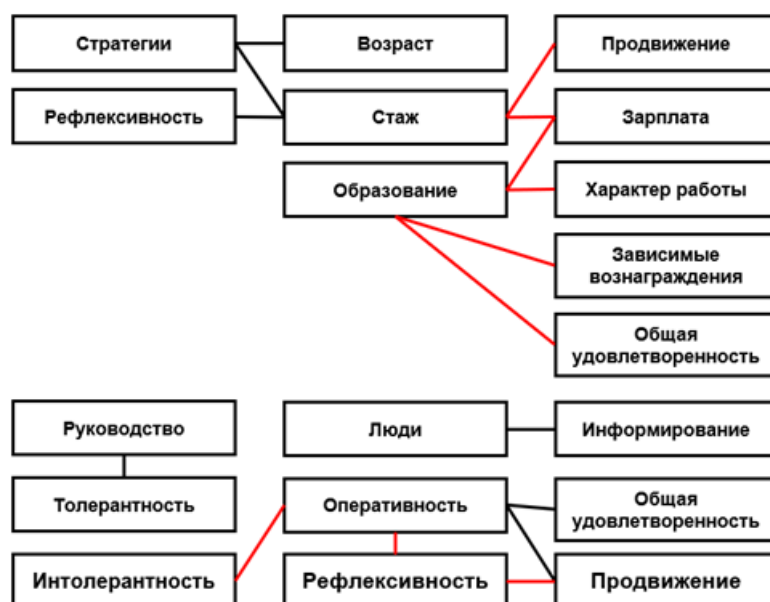 Стратегии
Возраст
Продвижение
Рефлексивность
Стаж
Зарплата
Образование
Характер работы
Зависимые
вознаграждения
Общая
удовлетворенность
Руководство
Люди
Информирование
Толерантность
Оперативность
Общая
удовлетворенность
Интолерантность
Рефлексивность
Продвижение